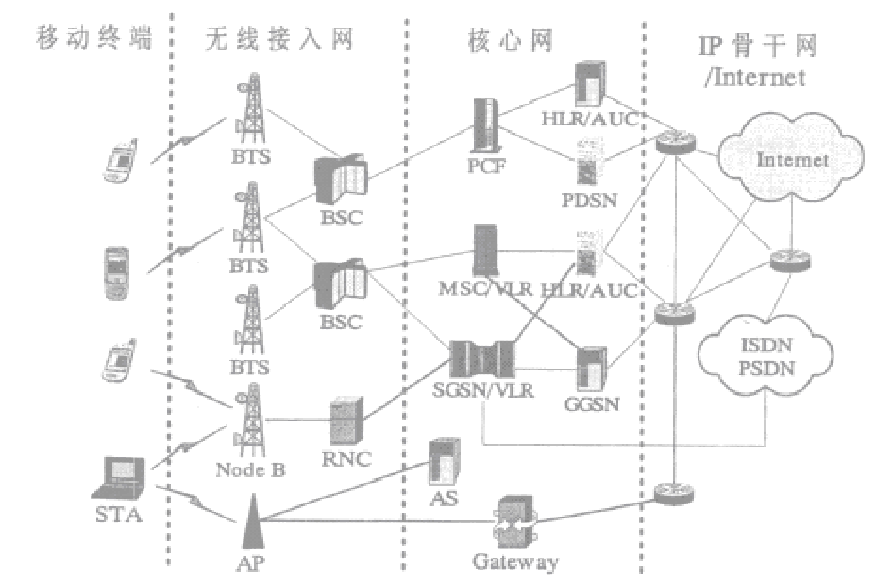 移动终端
无线接入网
核心网
IP骨干网
/Internet
BTS
BSC
PCF
HLR/AUC
PDSN
Internet
BTS
BSC
MSC/VLR
HLR/AUC
BTS
SGSN/VLR
GGSN
ISDN
PSDN
Node B
RNC
STA
AS
AP
Gateway